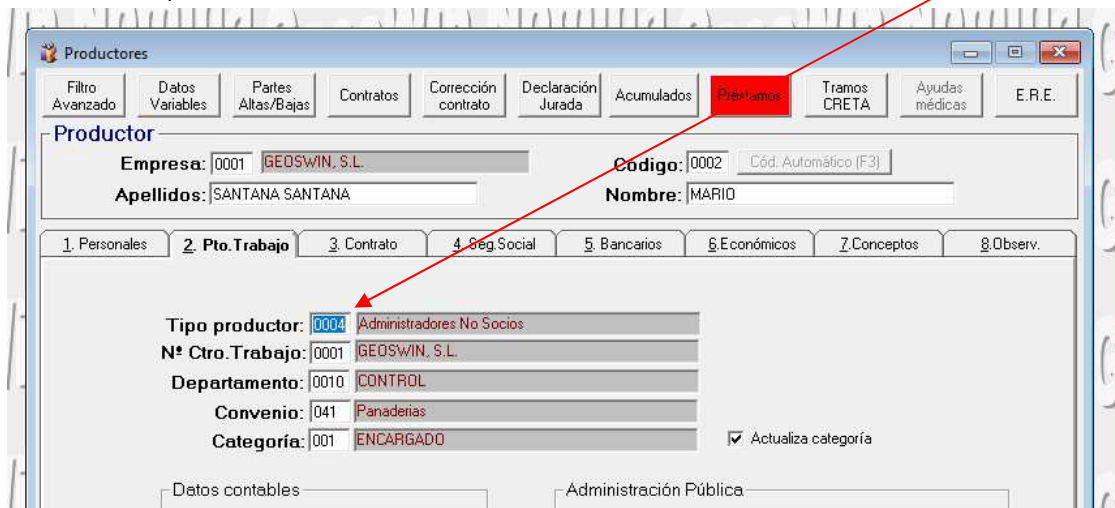 Productores
Filtro Avanzado Datos Variables Partes Altas/Bajas Contratos Corrección contrato Declaración Jurada Acumulados Préstamos Tramos CRETA Ayudas médicas E.R.E.
Productor
Empresa: 0001 GEOSWIN, S.L. Código: 0002 Cód. Automático (F3)
Apellidos: SANTANA SANTANA Nombre: MARIO
1. Personales 2. Pto.Trabajo 3. Contrato 4. Seg.Social 5. Bancarios 6.Económicos 7.Conceptos 8.Observ.
Tipo productor: 0004 Administradores No Socios
Nº Ctro.Trabajo: 0001 GEOSWIN, S.L.
Departamento: 0010 CONTROL
Convenio: 041 Panaderias
Categoría: 001 ENCARGADO Actualiza categoría
Datos contables Administración Pública